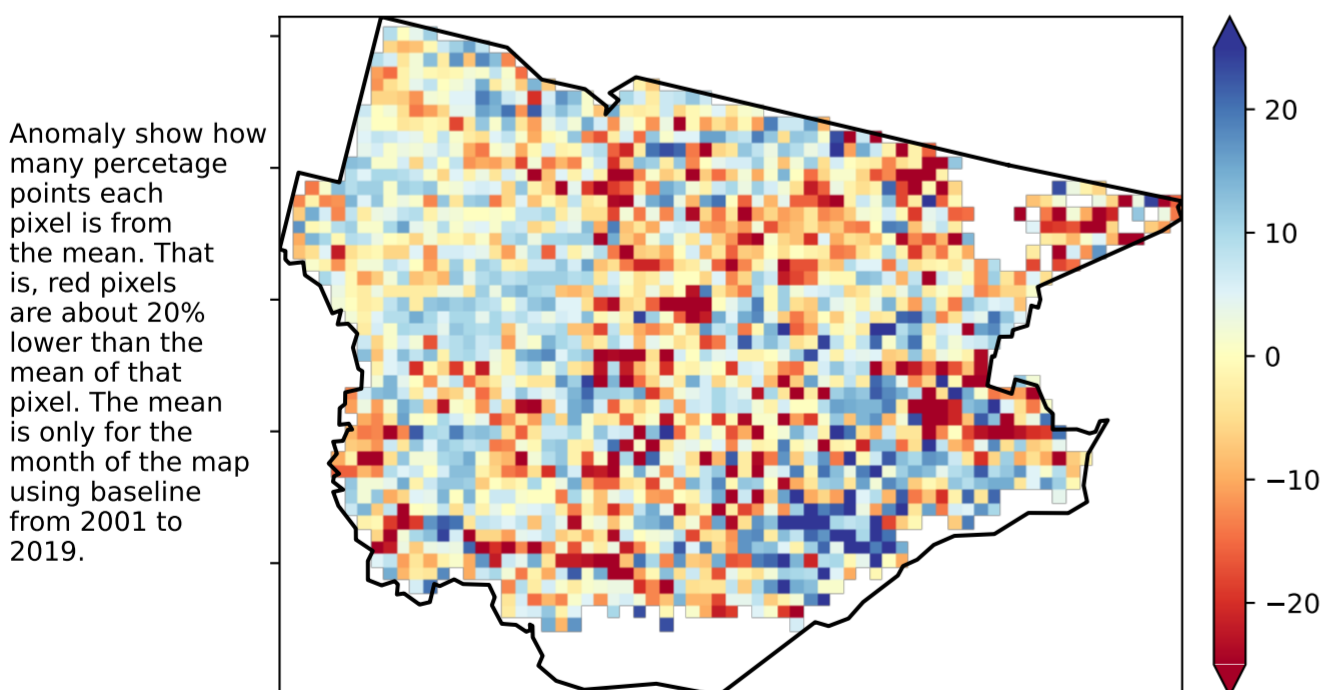 Anomaly show how
many percetage
points each
pixel is from
the mean. That
is, red pixels
are about 20%
lower than the
mean of that
pixel. The mean
is only for the
month of the map
using baseline
from 2001 to
2019.
20
10
0
−10
−20